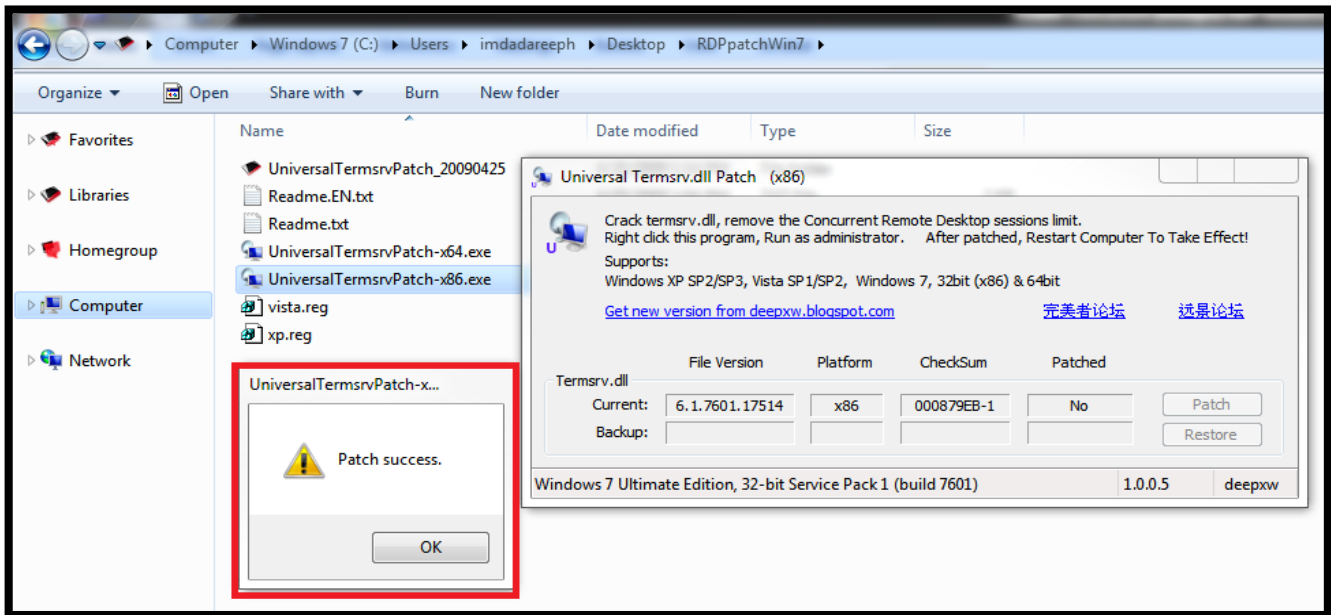 Computer Windows 7 (C:) Users imdadareeph Desktop RDPpatchWin7
Organize Open Share with Burn New folder
Favorites
Libraries
Homegroup
Computer
Network
Name Date modified Type Size
UniversalTermsrvPatch_20090425
Readme.EN.txt
Readme.txt
UniversalTermsrvPatch-x64.exe
UniversalTermsrvPatch-x86.exe
vista.reg
xp.reg
UniversalTermsrvPatch-x...
Patch success.
OK
Universal Termsrv.dll Patch (x86)
Crack termsrv.dll, remove the Concurrent Remote Desktop sessions limit.
Right click this program, Run as administrator. After patched, Restart Computer To Take Effect!
Supports:
Windows XP SP2/SP3, Vista SP1/SP2, Windows 7, 32bit (x86) & 64bit
Get new version from deepxw.blogspot.com 完美者论坛 远景论坛
U
File Version Platform CheckSum Patched
Termsrv.dll
Current: 6.1.7601.17514 x86 000879EB-1 No Patch
Backup: Restore
Windows 7 Ultimate Edition, 32-bit Service Pack 1 (build 7601) 1.0.0.5 deepxw